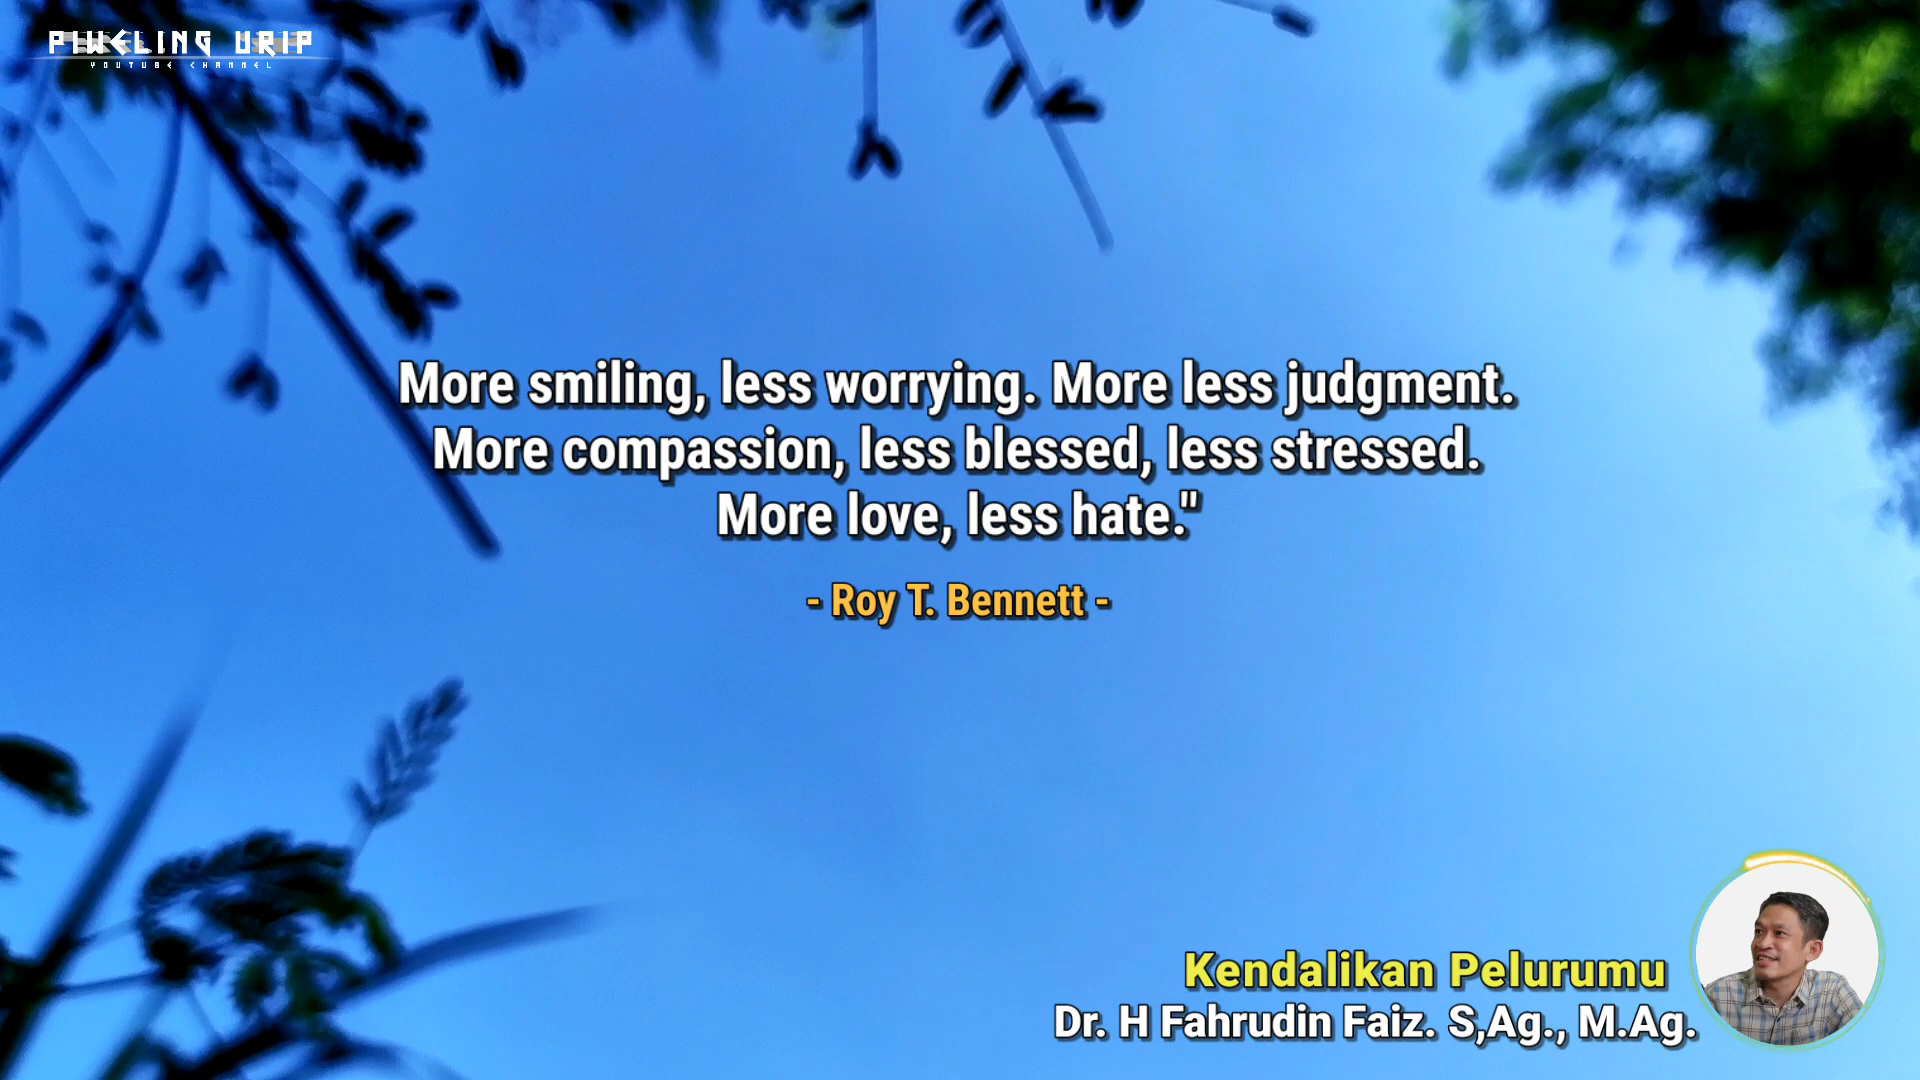 PIWELING URIP
YOUTUBE CHANNEL
More smiling, less worrying. More less judgment.
More compassion, less blessed, less stressed.
More love, less hate."
- Roy T. Bennett -
Kendalikan Pelurumu
Dr. H Fahrudin Faiz. S,Ag., M.Ag.